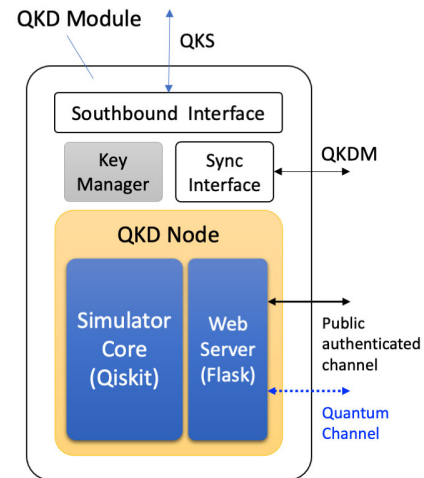 QKD Module
QKS
Southbound Interface
Key
Manager
Sync
Interface
QKDM
QKD Node
Simulator
Core
(Qiskit)
Web
Server
(Flask)
Public
authenticated
channel
Quantum
Channel